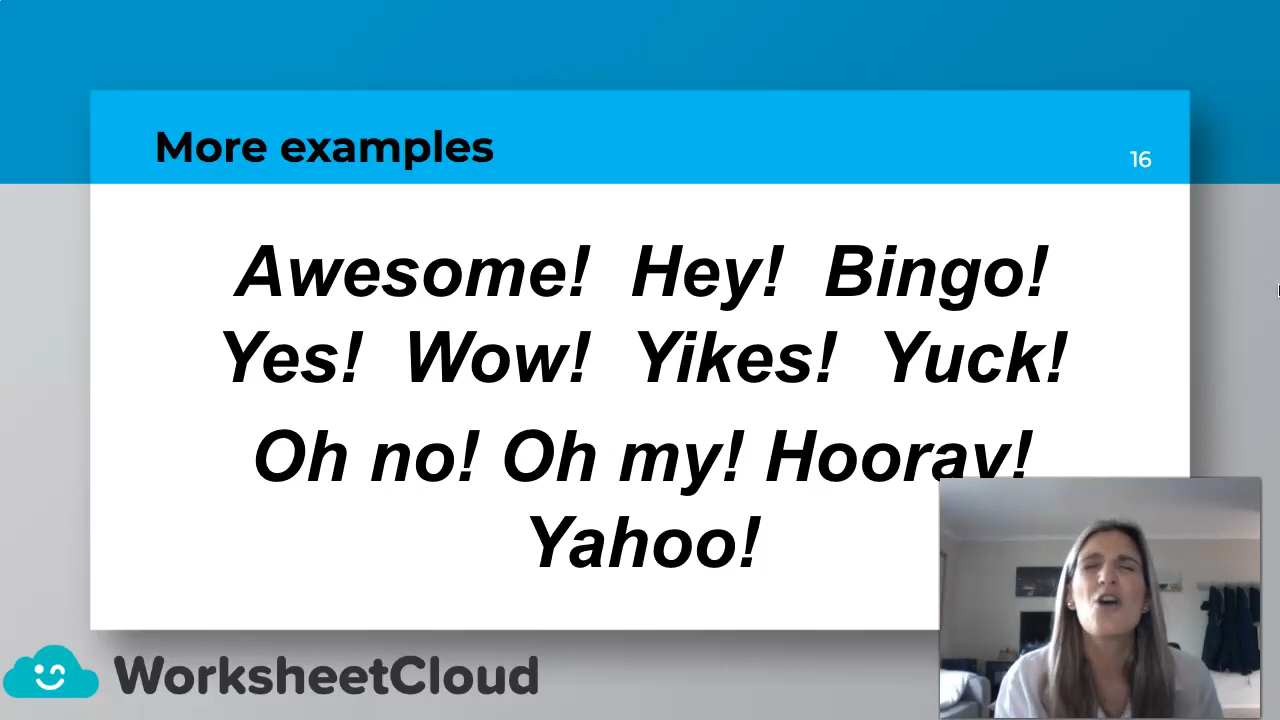 More examples
16
Awesome! Hey! Bingo!
Yes! Wow! Yikes! Yuck!
Oh no! Oh my! Hooray!
Yahoo!
WorksheetCloud